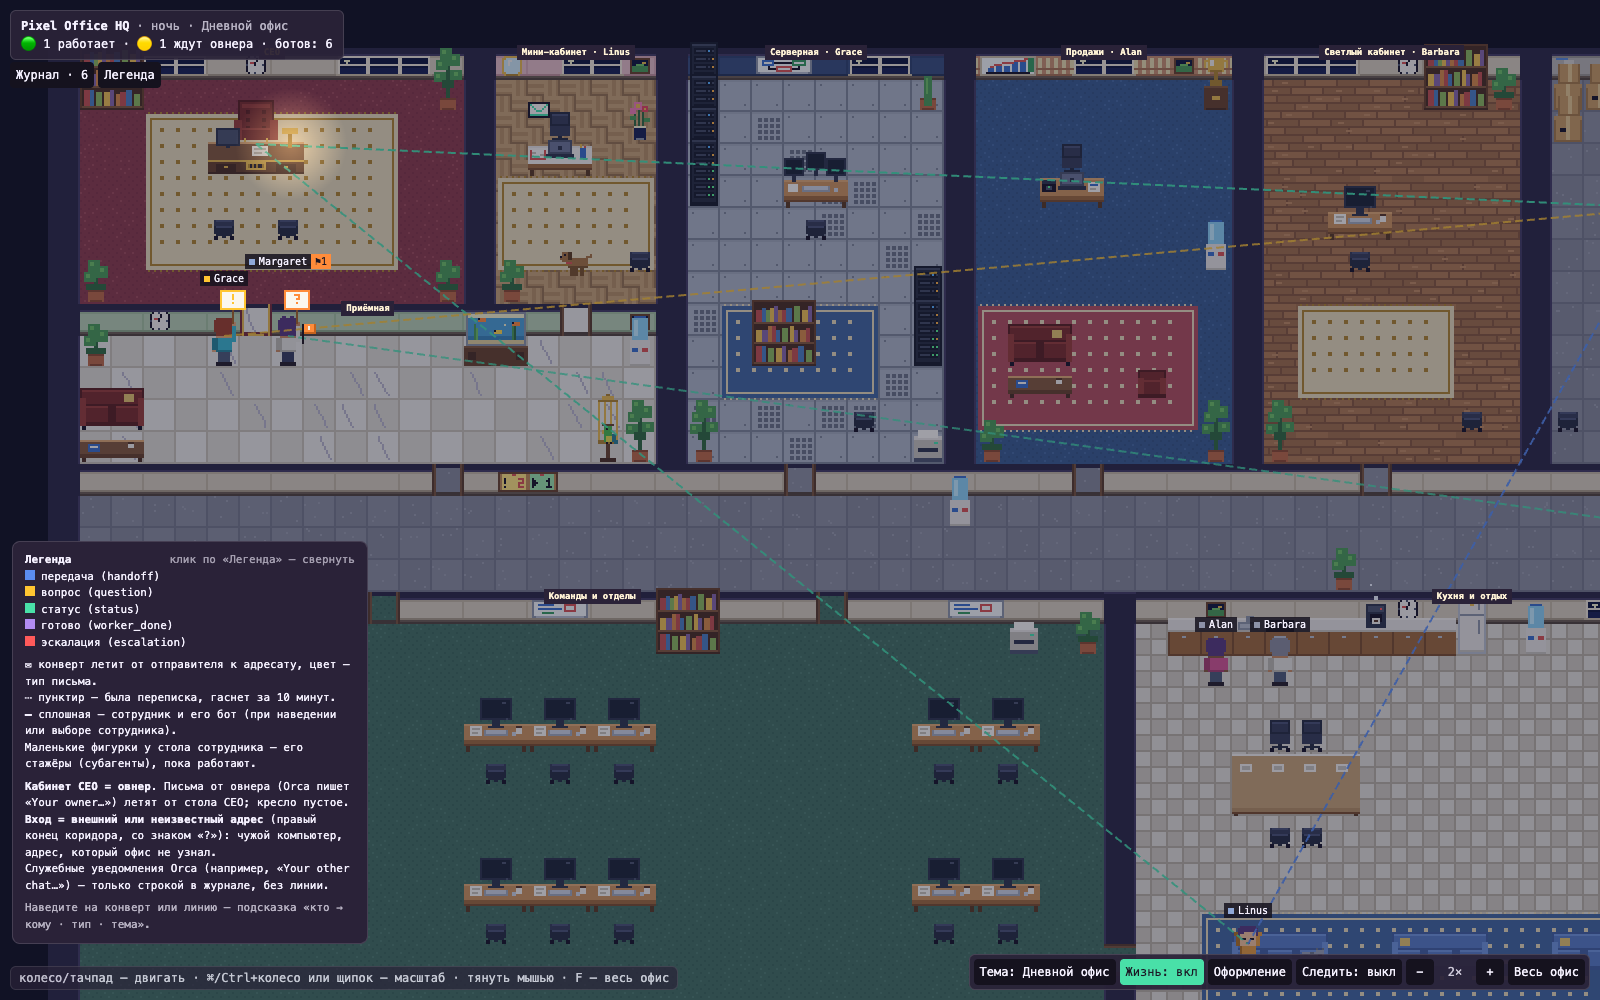 Pixel Office HQ · ночь · Дневной офис
1 работает · 1 ждут овнера · ботов: 6
Журнал · 6
Легенда
Мини-кабинет · Linus
Серверная · Grace
Продажи · Alan
Светлый кабинет · Barbara
Margaret
1
Grace
!
?
Приёмная
! 2
1
Команды и отделы
Кухня и отдых
Alan
Barbara
Linus
Легенда
клик по «Легенда» — свернуть
передача (handoff)
вопрос (question)
статус (status)
готово (worker_done)
эскалация (escalation)
✉ конверт летит от отправителя к адресату, цвет —
тип письма.
┄ пунктир — была переписка, гаснет за 10 минут.
━ сплошная — сотрудник и его бот (при наведении
или выборе сотрудника).
Маленькие фигурки у стола сотрудника — его
стажёры (субагенты), пока работают.
Кабинет CEO = овнер. Письма от овнера (Orca пишет
«Your owner…») летят от стола CEO; кресло пустое.
Вход = внешний или неизвестный адрес (правый
конец коридора, со знаком «?»): чужой компьютер,
адрес, который офис не узнал.
Служебные уведомления Orca (например, «Your other
chat…») — только строкой в журнале, без линии.
Наведите на конверт или линию — подсказка «кто →
кому · тип · тема».
колесо/тачпад — двигать · ⌘/Ctrl+колесо или щипок — масштаб · тянуть мышью · F — весь офис
Тема: Дневной офис
Жизнь: вкл
Оформление
Следить: выкл
−
2×
+
Весь офис